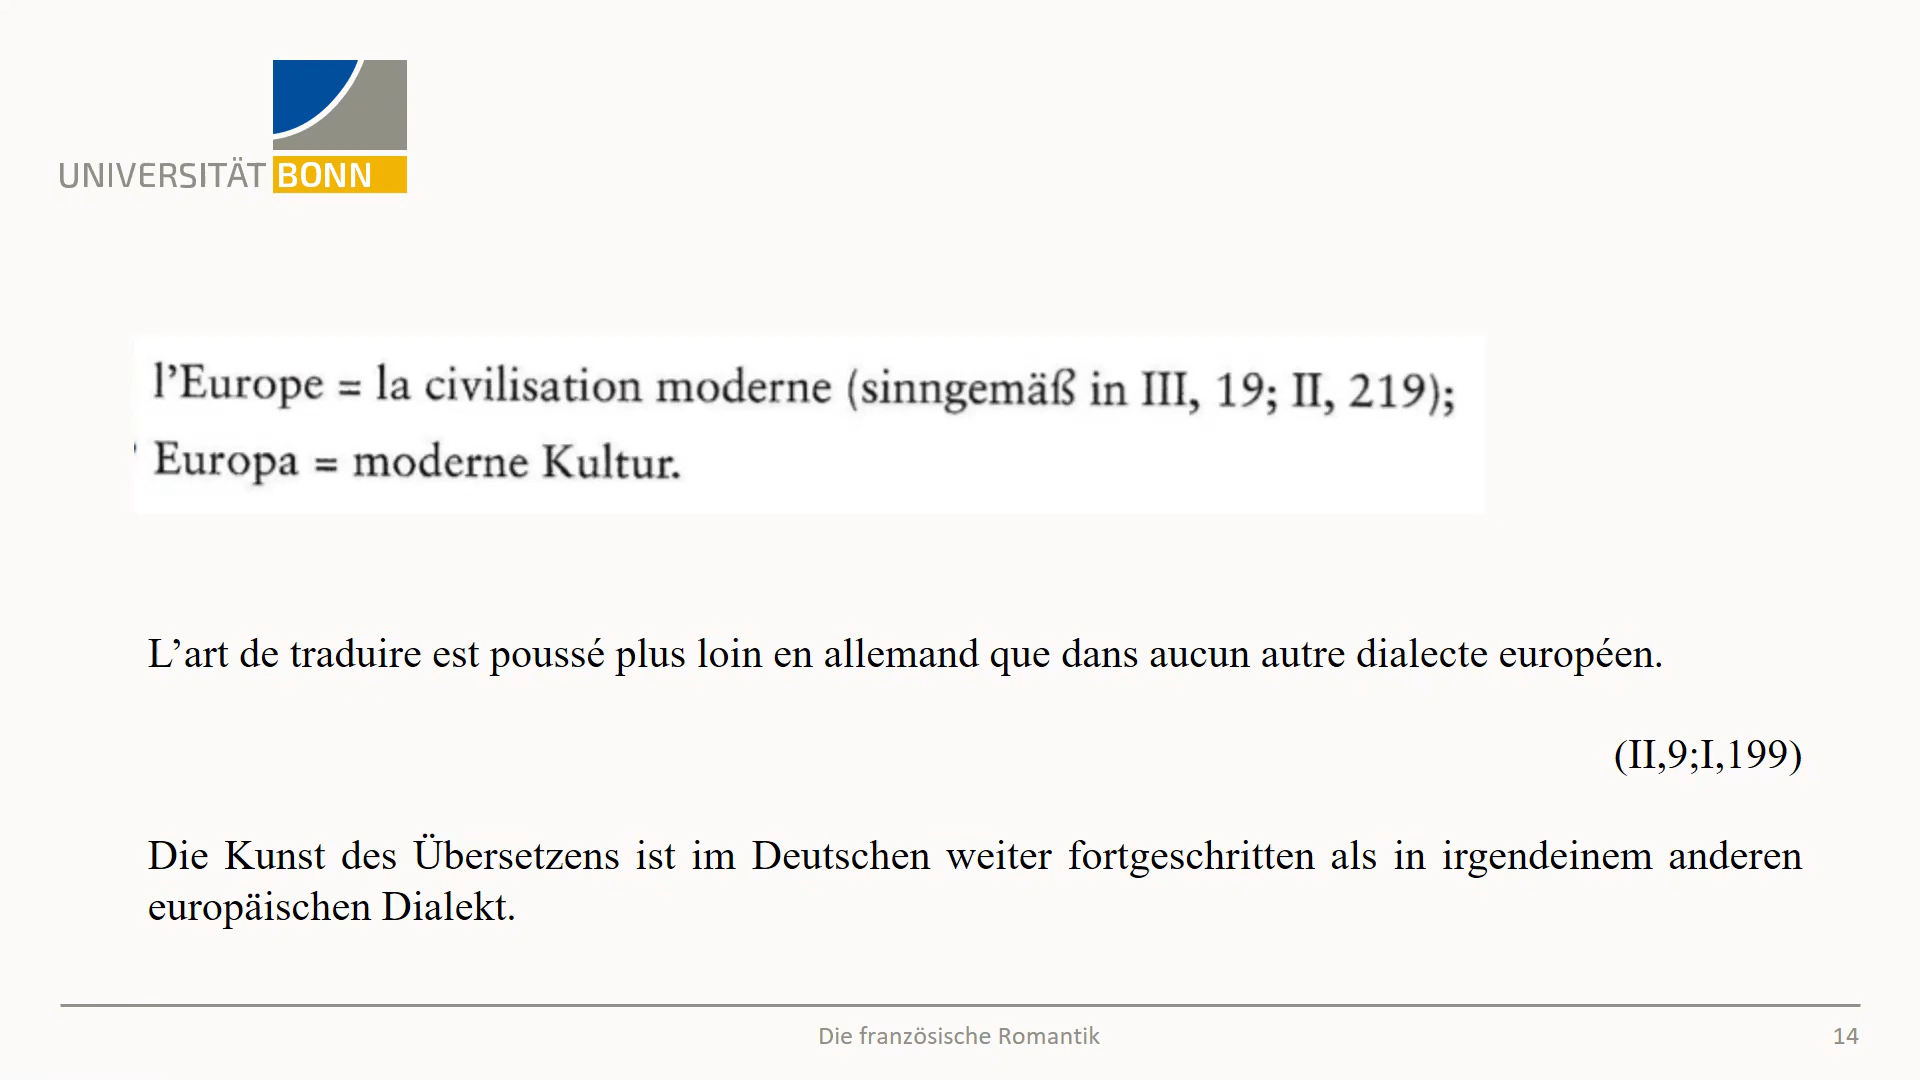 UNIVERSITÄT BONN
l’Europe = la civilisation moderne (sinngemäß in III, 19; II, 219);
Europa = moderne Kultur.
L’art de traduire est poussé plus loin en allemand que dans aucun autre dialecte européen.
(II,9;I,199)
Die Kunst des Übersetzens ist im Deutschen weiter fortgeschritten als in irgendeinem anderen
europäischen Dialekt.
Die französische Romantik
14